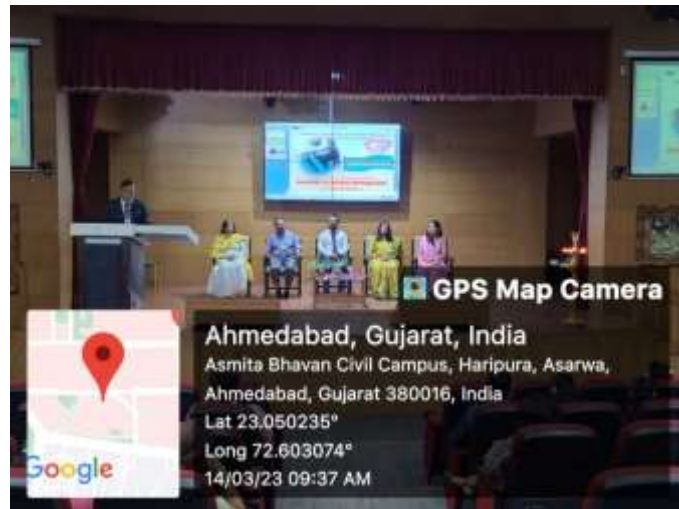 GPS Map Camera
Ahmedabad, Gujarat, India
Asmita Bhavan Civil Campus, Haripura, Asarwa,
Ahmedabad, Gujarat 380016, India
Lat 23.050235°
Long 72.603074°
14/03/23 09:37 AM
Google